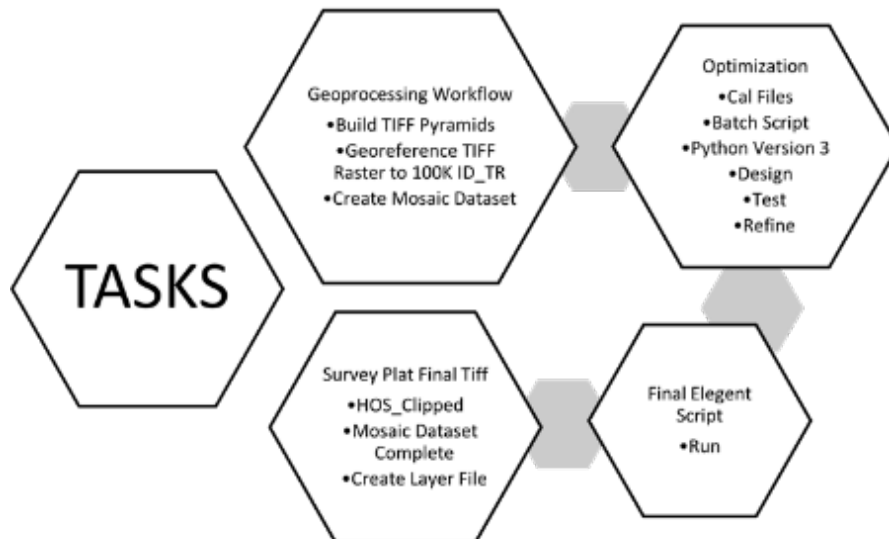 TASKS
Geoprocessing Workflow
•Build TIFF Pyramids
•Georeference TIFF
Raster to 100K ID_TR
•Create Mosaic Dataset
Optimization
•Cal Files
•Batch Script
•Python Version 3
•Design
•Test
•Refine
Final Elegent
Script
•Run
Survey Plat Final Tiff
•HOS_Clipped
•Mosaic Dataset
Complete
•Create Layer File